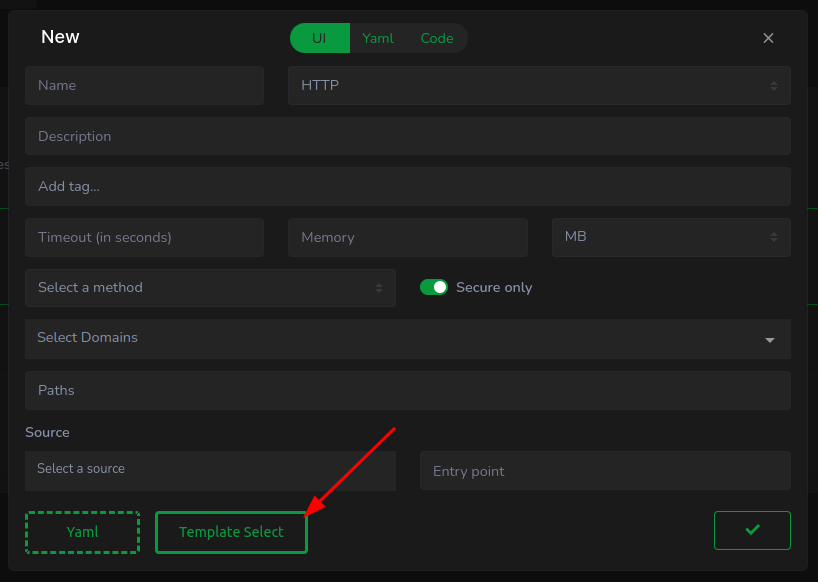 New
UI
Yaml
Code
Name
HTTP
Description
Add tag...
Timeout (in seconds)
Memory
MB
Select a method
Secure only
Select Domains
Paths
Source
Select a source
Entry point
Yaml
Template Select